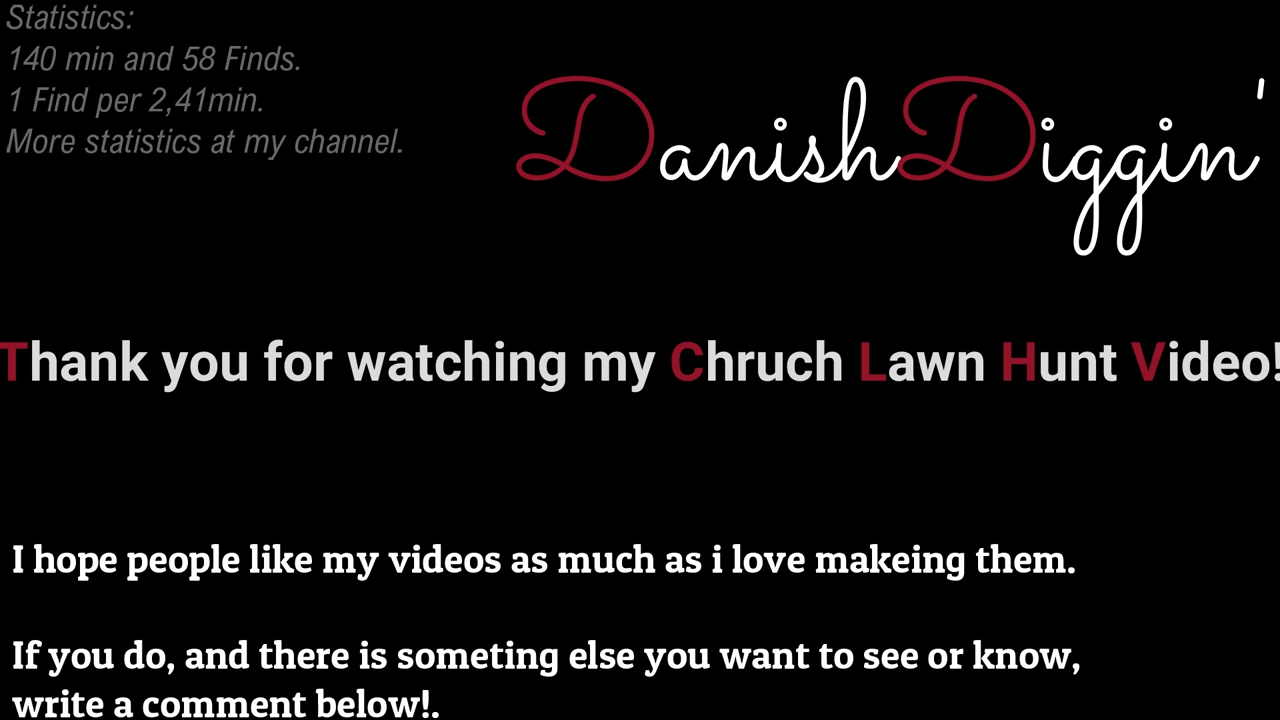 Statistics:
140 min and 58 Finds.
1 Find per 2,41min.
More statistics at my channel.
DanishDiggin'
Thank you for watching my Chruch Lawn Hunt Video!
I hope people like my videos as much as i love makeing them.
If you do, and there is someting else you want to see or know,
write a comment below!.